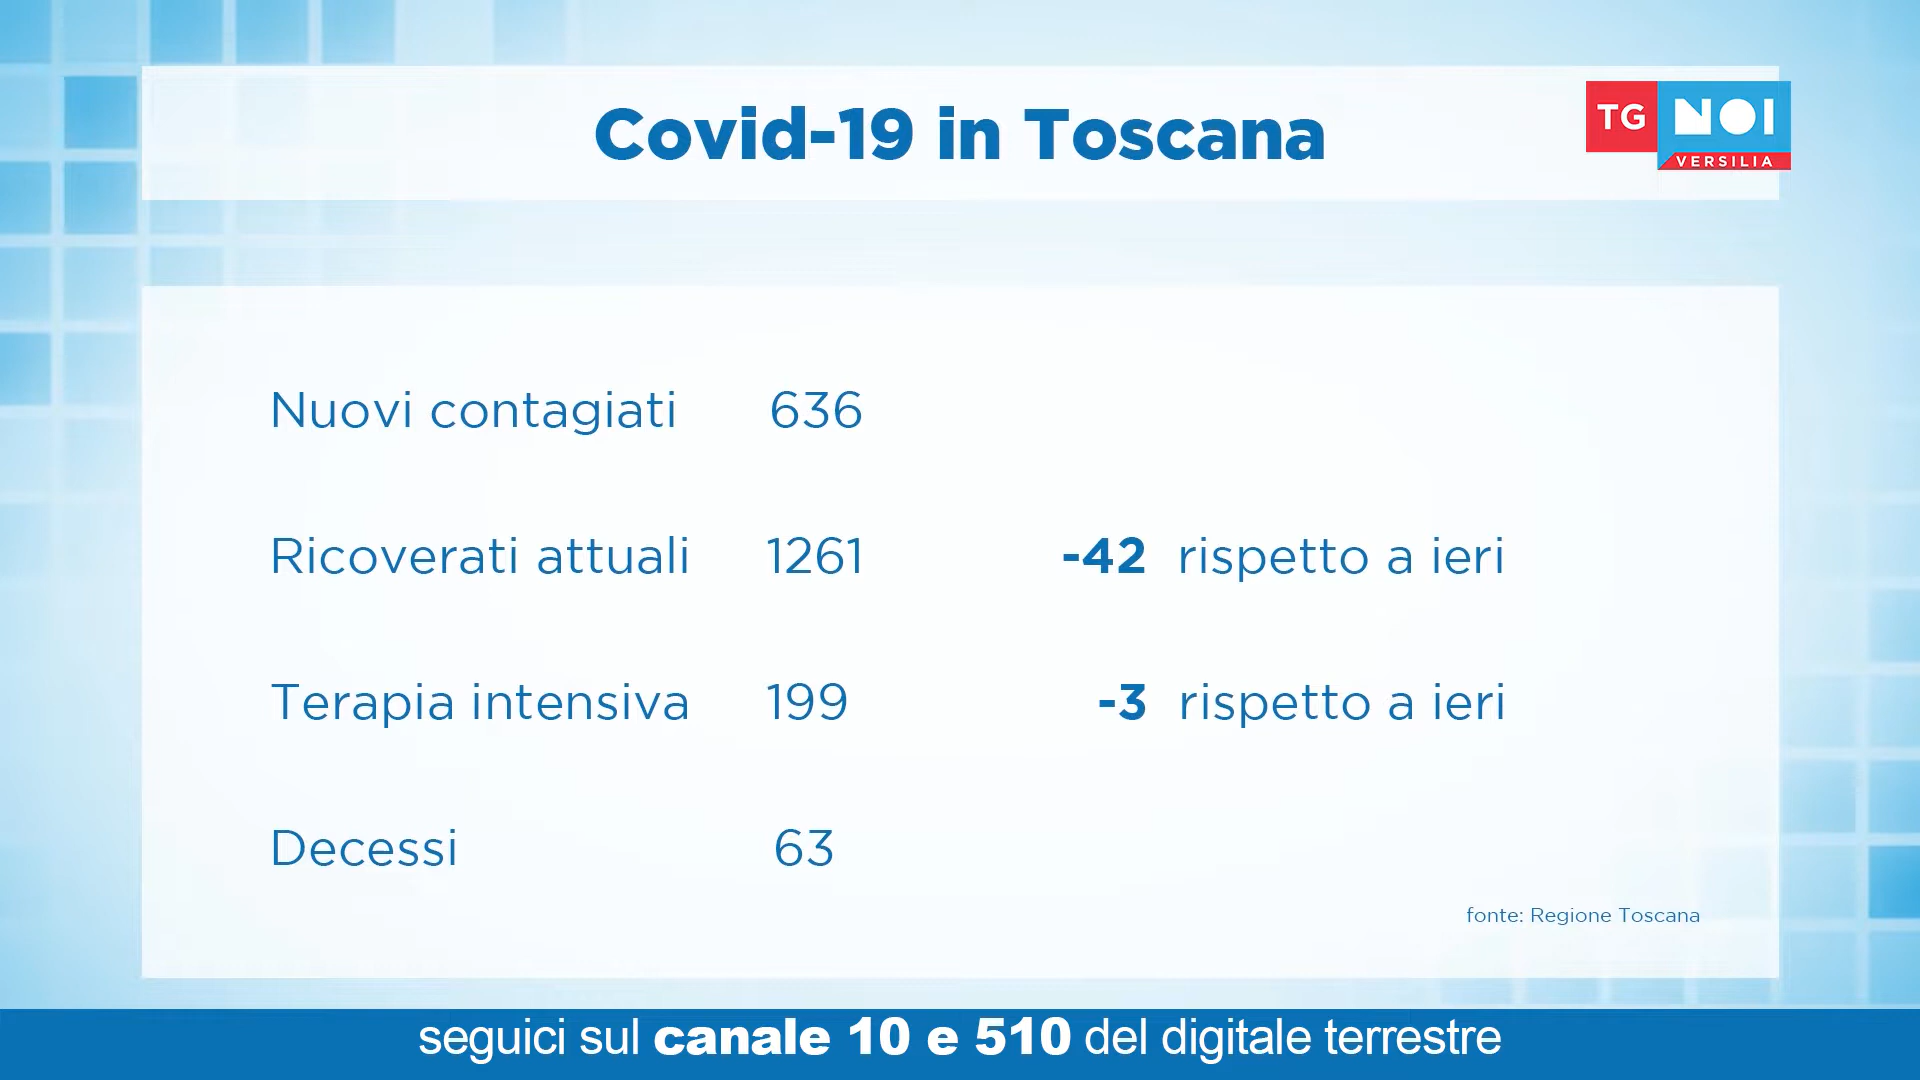 Covid-19 in Toscana
TG NOI
VERSILIA
Nuovi contagiati 636
Ricoverati attuali 1261 -42 rispetto a ieri
Terapia intensiva 199 -3 rispetto a ieri
Decessi 63
fonte: Regione Toscana
seguici sul canale 10 e 510 del digitale terrestre